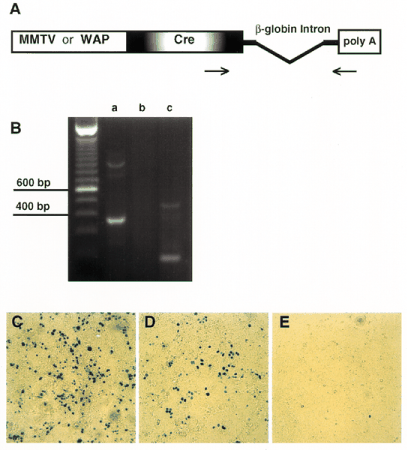 A
β-globin Intron
MMTV or WAP
Cre
poly A
B
a b c
600 bp
400 bp
C
D
E